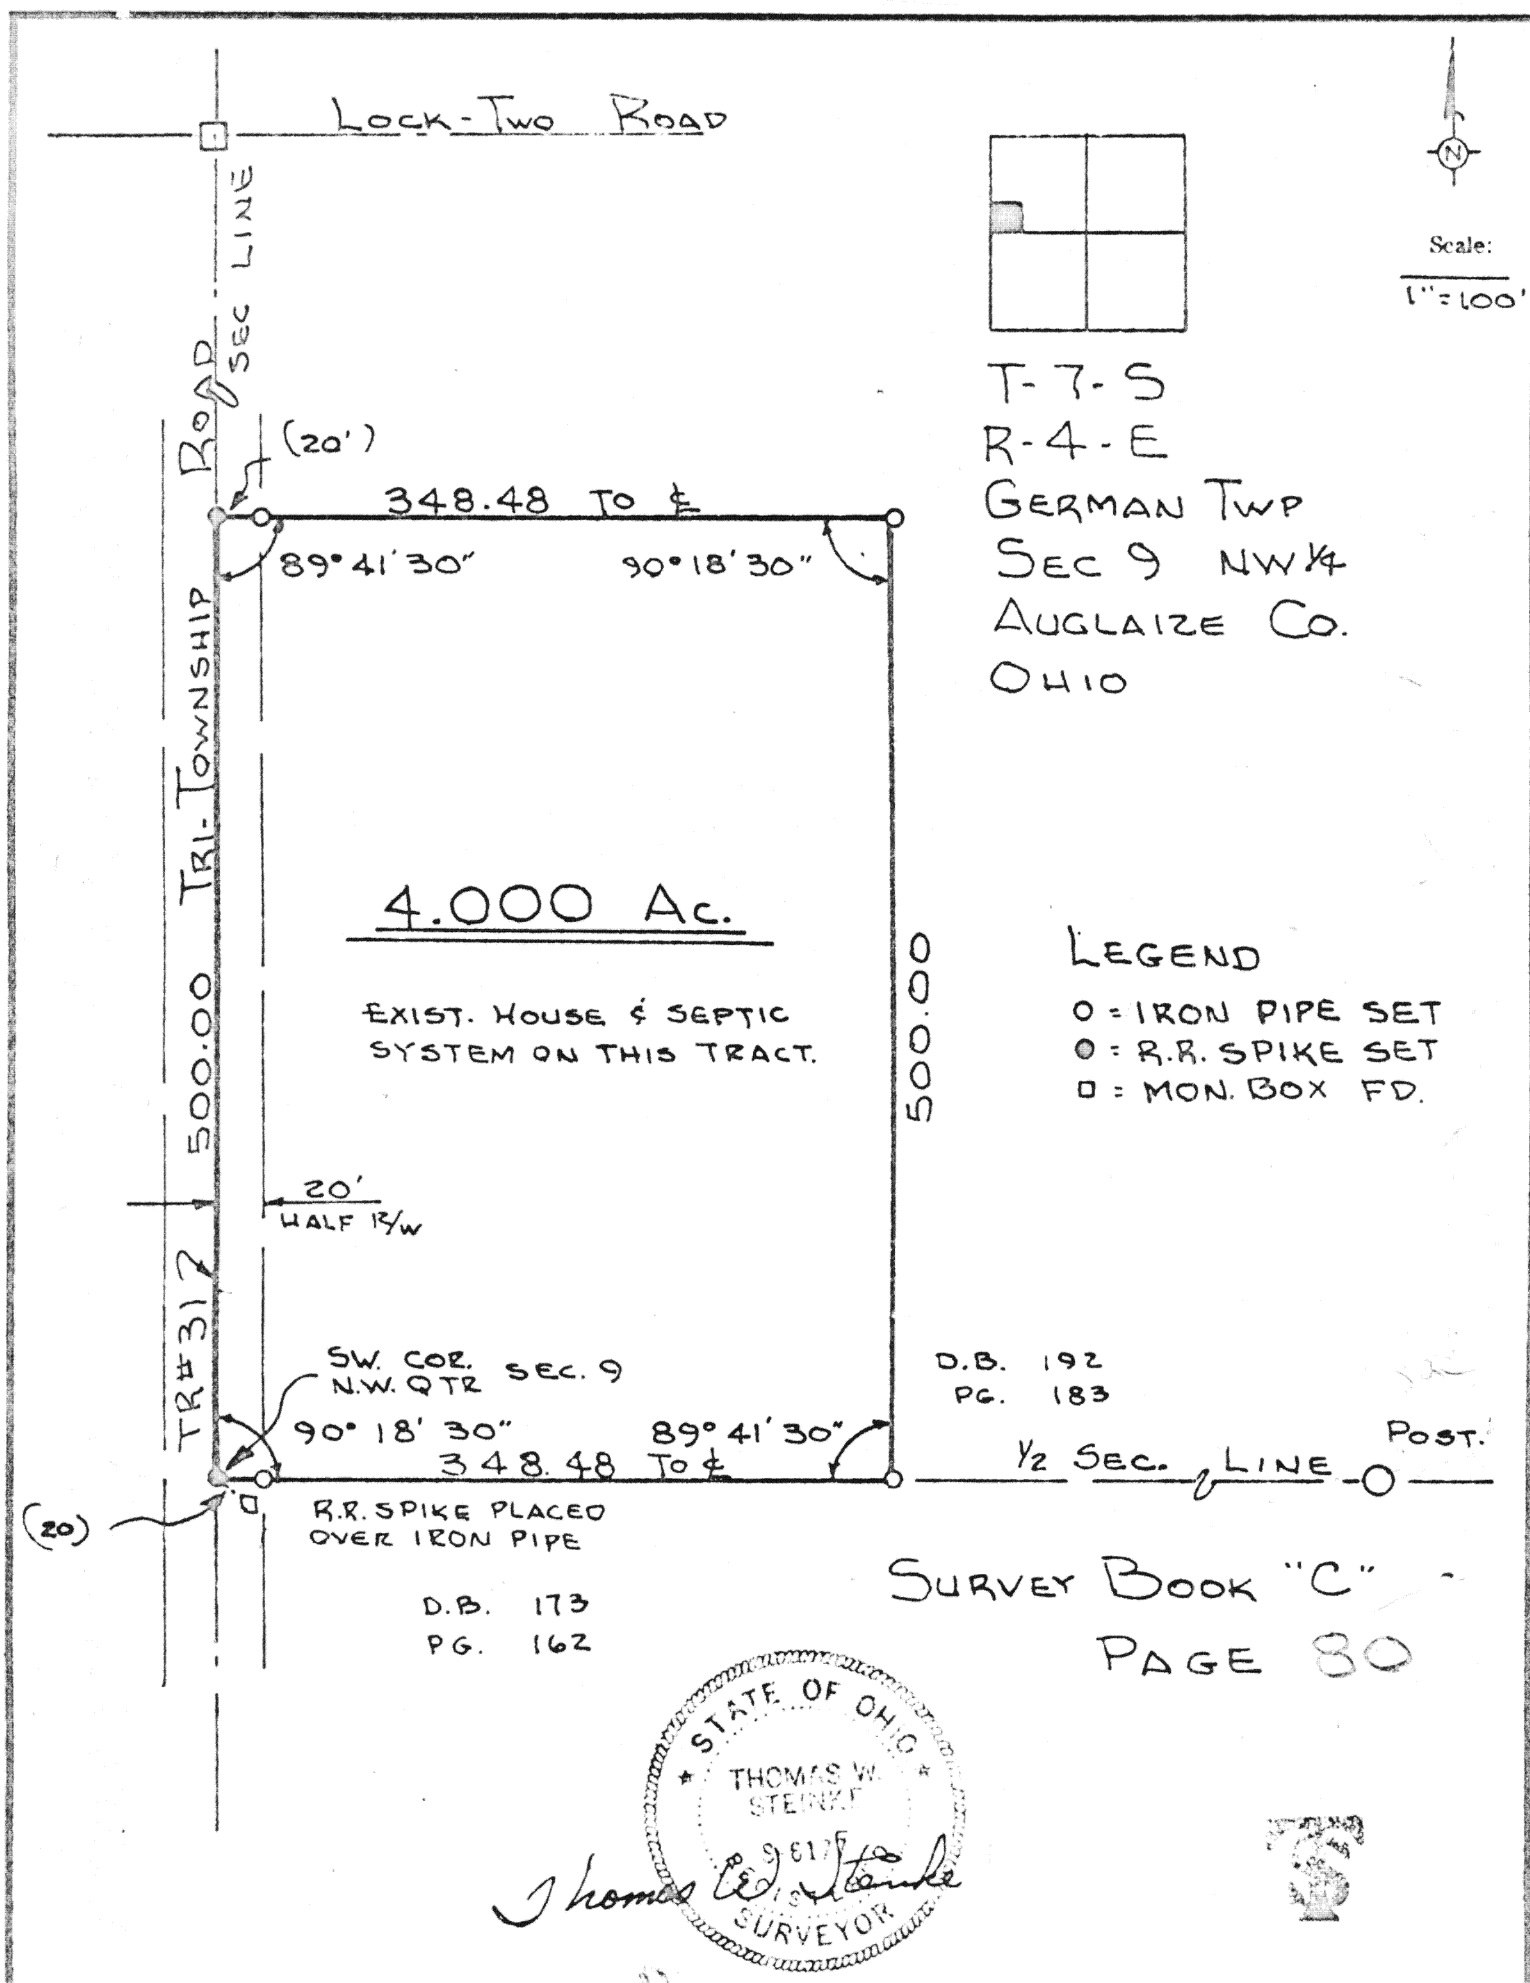 LOCK-TWO ROAD
SEC LINE
N
Scale:
1"=100'
T-7-S
R-4-E
GERMAN TWP
SEC 9 NW 1/4
AUGLAIZE CO.
OHIO
(20')
348.48 TO ℄
89°41'30"
90°18'30"
TR#317 500.00 TRI-TOWNSHIP ROAD
4.000 AC.
EXIST. HOUSE & SEPTIC
SYSTEM ON THIS TRACT.
500.00
LEGEND
O = IRON PIPE SET
● = R.R. SPIKE SET
□ = MON. BOX FD.
20'
HALF R/W
SW. COR.
N.W. QTR SEC. 9
90° 18' 30"
89°41'30"
348.48 TO ℄
D.B. 192
PG. 183
1/2 SEC. LINE
POST.
(20)
R.R. SPIKE PLACED
OVER IRON PIPE
D.B. 173
PG. 162
SURVEY BOOK "C"
PAGE 80
STATE OF OHIO
THOMAS W.
STEINKE
SURVEYOR
Thomas W. Steinke